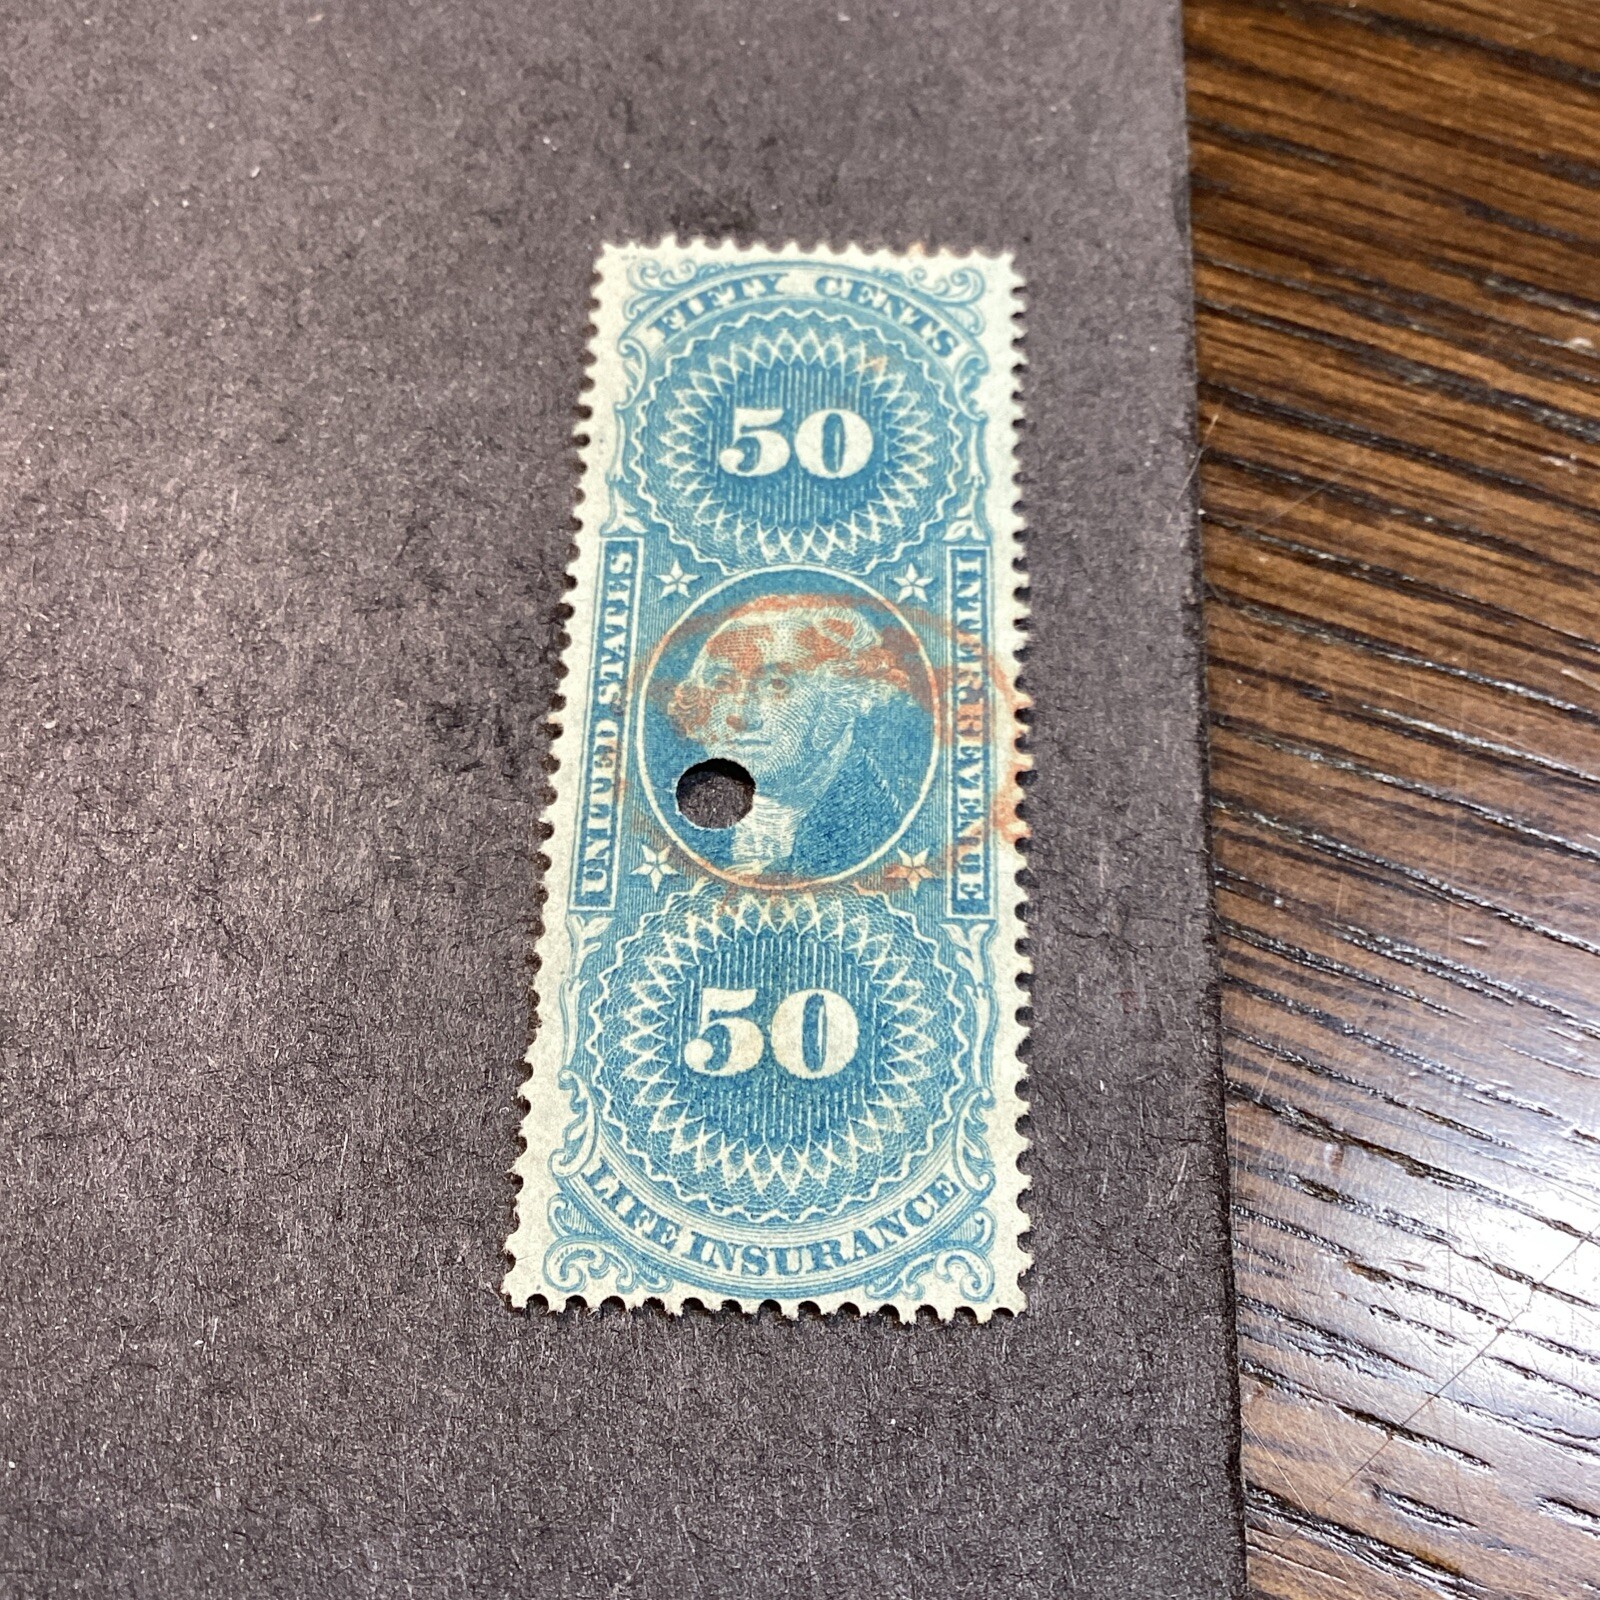 FIFTY CENTS
50
UNITED STATES
INTER. REVENUE
50
LIFE INSURANCE